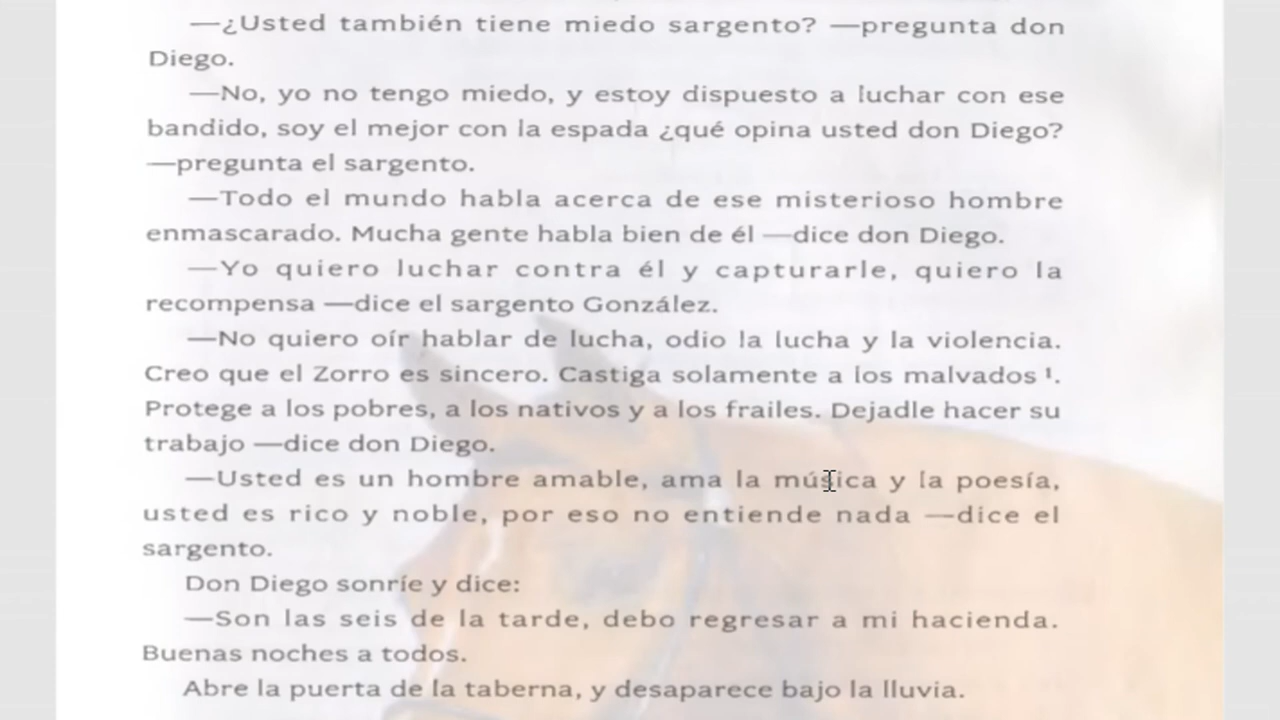 —¿Usted también tiene miedo sargento? —pregunta don
Diego.
—No, yo no tengo miedo, y estoy dispuesto a luchar con ese
bandido, soy el mejor con la espada ¿qué opina usted don Diego?
—pregunta el sargento.
—Todo el mundo habla acerca de ese misterioso hombre
enmascarado. Mucha gente habla bien de él —dice don Diego.
—Yo quiero luchar contra él y capturarle, quiero la
recompensa —dice el sargento González.
—No quiero oír hablar de lucha, odio la lucha y la violencia.
Creo que el Zorro es sincero. Castiga solamente a los malvados ¹.
Protege a los pobres, a los nativos y a los frailes. Dejadle hacer su
trabajo —dice don Diego.
—Usted es un hombre amable, ama la música y la poesía,
usted es rico y noble, por eso no entiende nada —dice el
sargento.
Don Diego sonríe y dice:
—Son las seis de la tarde, debo regresar a mi hacienda.
Buenas noches a todos.
Abre la puerta de la taberna, y desaparece bajo la lluvia.